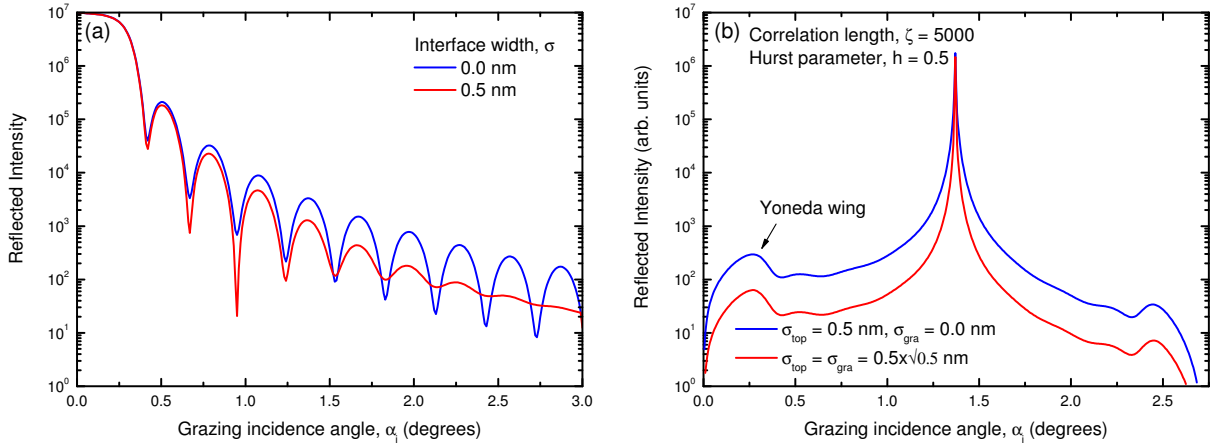 (a)
Interface width, σ
0.0 nm
0.5 nm
Reflected Intensity
10⁷
10⁶
10⁵
10⁴
10³
10²
10¹
10⁰
0.0 0.5 1.0 1.5 2.0 2.5 3.0
Grazing incidence angle, αᵢ (degrees)
(b)
Correlation length, ζ = 5000
Hurst parameter, h = 0.5
Yoneda wing
σtop = 0.5 nm, σgra = 0.0 nm
σtop = σgra = 0.5x√0.5 nm
Reflected Intensity (arb. units)
10⁷
10⁶
10⁵
10⁴
10³
10²
10¹
10⁰
0.0 0.5 1.0 1.5 2.0 2.5
Grazing incidence angle, αᵢ (degrees)